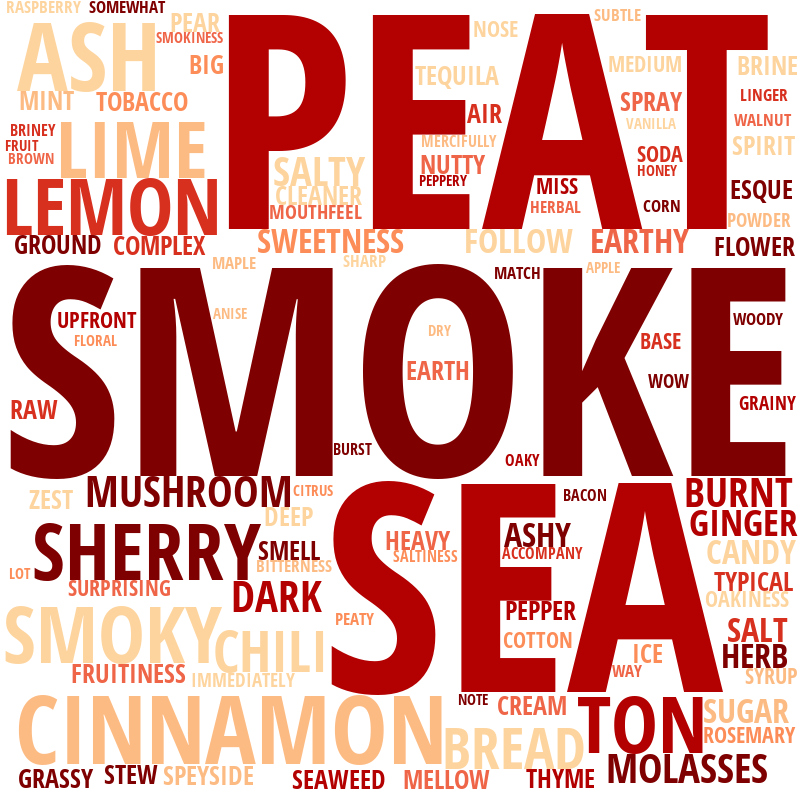 RASPBERRY SOMEWHAT
PEAR
SUBTLE
SMOKINESS
NOSE
ASH
PEAT
BIG
TEQUILA
MEDIUM
BRINE
MINT
TOBACCO
AIR
SPRAY
LINGER
BRINEY
LIME
VANILLA
WALNUT
FRUIT
MERCIFULLY
SPIRIT
BROWN
SALTY
NUTTY
SODA
HONEY
LEMON
CLEANER
PEPPERY
MISS
ESQUE
MOUTHFEEL
HERBAL
CORN
POWDER
GROUND
COMPLEX
SWEETNESS
FOLLOW
EARTHY
FLOWER
MAPLE
SHARP
MATCH
APPLE
SMOKE
UPFRONT
ANISE
WOODY
FLORAL
DRY
BASE
EARTH
WOW
RAW
GRAINY
BURST
OAKY
ZEST
MUSHROOM
CITRUS
BACON
BURNT
DEEP
SEA
GINGER
SHERRY
SMELL
HEAVY
ASHY
CANDY
SALTINESS
ACCOMPANY
LOT
BITTERNESS
SURPRISING
TYPICAL
DARK
OAKINESS
PEATY
PEPPER
SMOKY
CHILI
COTTON
SALT
ICE
HERB
FRUITINESS
IMMEDIATELY
WAY
SYRUP
CINNAMON
NOTE
CREAM
TON
SUGAR
BREAD
ROSEMARY
GRASSY
STEW
SPEYSIDE
SEAWEED
MELLOW
THYME
MOLASSES